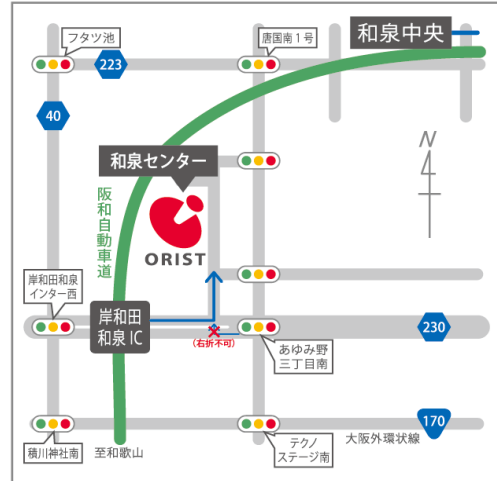 フタツ池
唐国南1号
和泉中央
223
40
和泉センター
N
阪和自動車道
ORIST
岸和田和泉
インター西
岸和田
和泉IC
(右折不可)
230
あゆみ野
三丁目南
170
積川神社南
至和歌山
テクノ
ステージ南
大阪外環状線